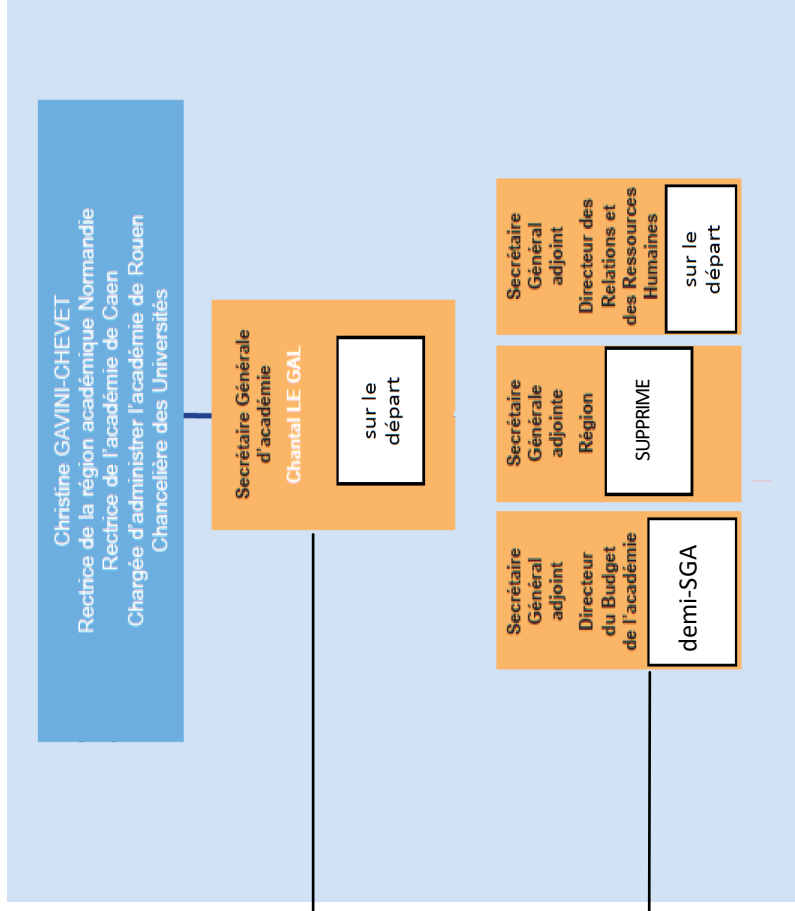 Christine GAVINI-CHEVET
Rectrice de la région académique Normandie
Rectrice de l'académie de Caen
Chargée d'administrer l'académie de Rouen
Chancelière des Universités
Secrétaire Générale
d'académie
Chantal LE GAL
sur le
départ
Secrétaire
Général
adjoint
Directeur
du Budget
de l'académie
demi-SGA
Secrétaire
Générale
adjointe
Région
SUPPRIME
Secrétaire
Général
adjoint
Directeur des
Relations et
des Ressources
Humaines
sur le
départ